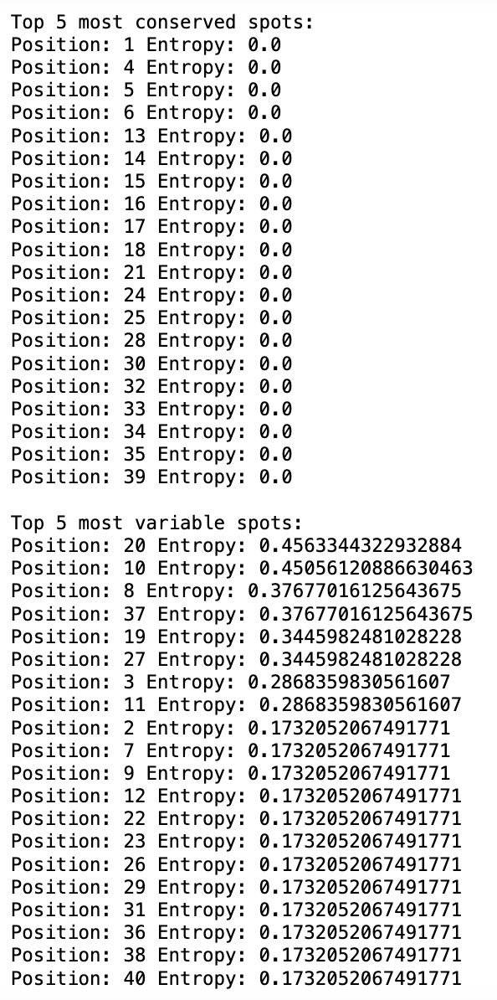 Top 5 most conserved spots:
Position: 1 Entropy: 0.0
Position: 4 Entropy: 0.0
Position: 5 Entropy: 0.0
Position: 6 Entropy: 0.0
Position: 13 Entropy: 0.0
Position: 14 Entropy: 0.0
Position: 15 Entropy: 0.0
Position: 16 Entropy: 0.0
Position: 17 Entropy: 0.0
Position: 18 Entropy: 0.0
Position: 21 Entropy: 0.0
Position: 24 Entropy: 0.0
Position: 25 Entropy: 0.0
Position: 28 Entropy: 0.0
Position: 30 Entropy: 0.0
Position: 32 Entropy: 0.0
Position: 33 Entropy: 0.0
Position: 34 Entropy: 0.0
Position: 35 Entropy: 0.0
Position: 39 Entropy: 0.0

Top 5 most variable spots:
Position: 20 Entropy: 0.4563344322932884
Position: 10 Entropy: 0.45056120886630463
Position: 8 Entropy: 0.37677016125643675
Position: 37 Entropy: 0.37677016125643675
Position: 19 Entropy: 0.3445982481028228
Position: 27 Entropy: 0.3445982481028228
Position: 3 Entropy: 0.2868359830561607
Position: 11 Entropy: 0.2868359830561607
Position: 2 Entropy: 0.1732052067491771
Position: 7 Entropy: 0.1732052067491771
Position: 9 Entropy: 0.1732052067491771
Position: 12 Entropy: 0.1732052067491771
Position: 22 Entropy: 0.1732052067491771
Position: 23 Entropy: 0.1732052067491771
Position: 26 Entropy: 0.1732052067491771
Position: 29 Entropy: 0.1732052067491771
Position: 31 Entropy: 0.1732052067491771
Position: 36 Entropy: 0.1732052067491771
Position: 38 Entropy: 0.1732052067491771
Position: 40 Entropy: 0.1732052067491771